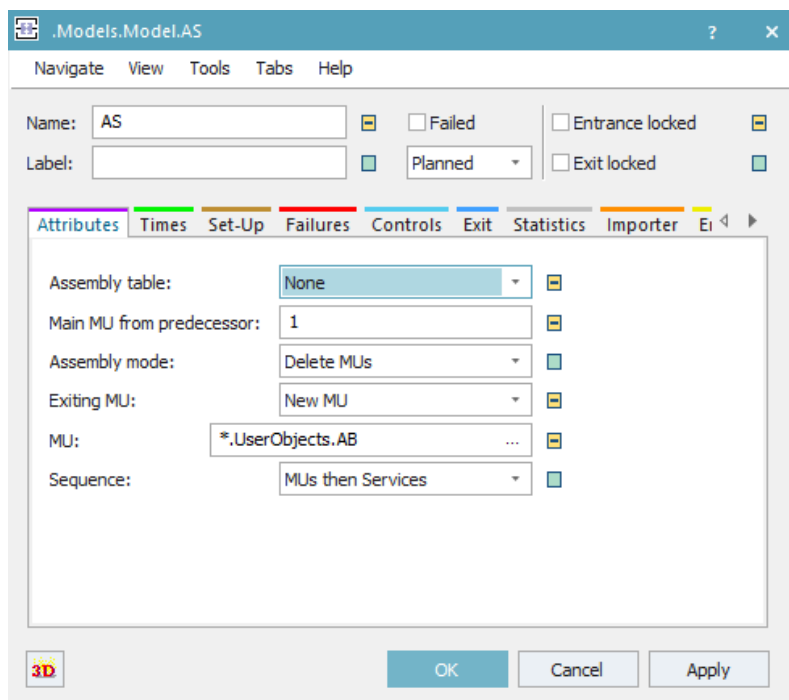 .Models.Model.AS ? ×
Navigate View Tools Tabs Help
Name: AS Failed Entrance locked
Label: Planned Exit locked
Attributes Times Set-Up Failures Controls Exit Statistics Importer
Assembly table: None
Main MU from predecessor: 1
Assembly mode: Delete MUs
Exiting MU: New MU
MU: *.UserObjects.AB ...
Sequence: MUs then Services
3D OK Cancel Apply